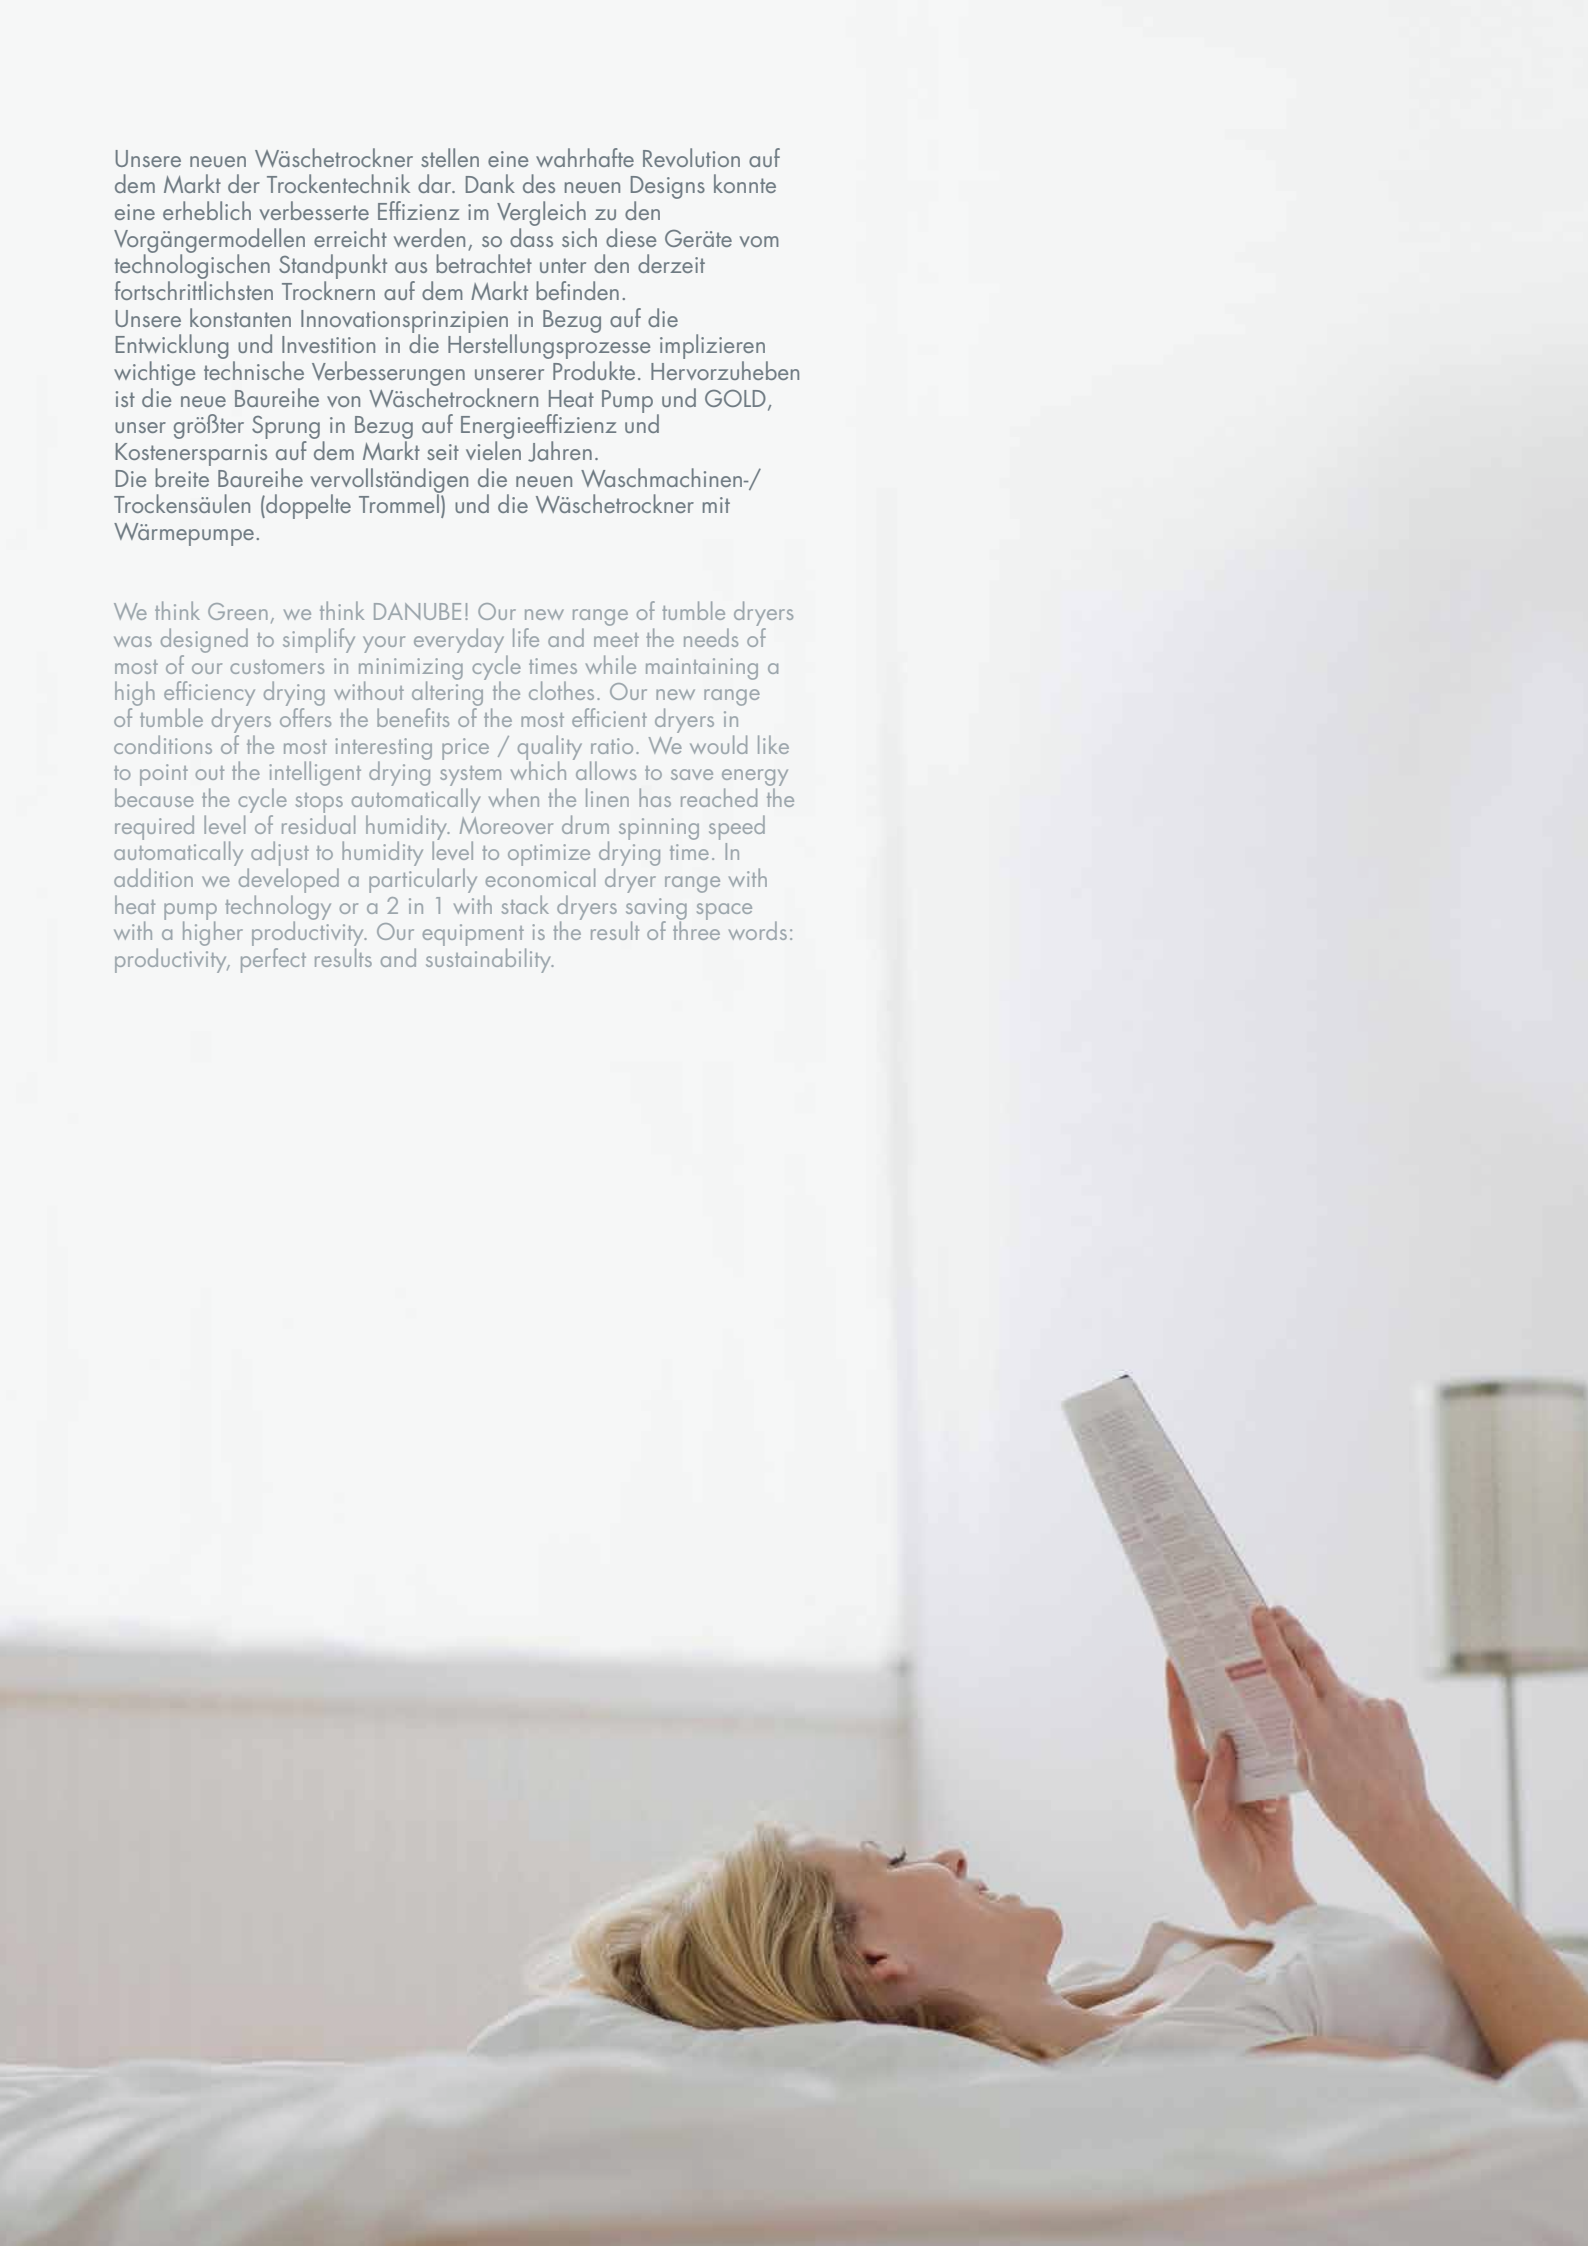 Unsere neuen Wäschetrockner stellen eine wahrhafte Revolution auf
dem Markt der Trockentechnik dar. Dank des neuen Designs konnte
eine erheblich verbesserte Effizienz im Vergleich zu den
Vorgängermodellen erreicht werden, so dass sich diese Geräte vom
technologischen Standpunkt aus betrachtet unter den derzeit
fortschrittlichsten Trocknern auf dem Markt befinden.
Unsere konstanten Innovationsprinzipien in Bezug auf die
Entwicklung und Investition in die Herstellungsprozesse implizieren
wichtige technische Verbesserungen unserer Produkte. Hervorzuheben
ist die neue Baureihe von Wäschetrocknern Heat Pump und GOLD,
unser größter Sprung in Bezug auf Energieeffizienz und
Kostenersparnis auf dem Markt seit vielen Jahren.
Die breite Baureihe vervollständigen die neuen Waschmachinen-/
Trockensäulen (doppelte Trommel) und die Wäschetrockner mit
Wärmepumpe.
We think Green, we think DANUBE! Our new range of tumble dryers
was designed to simplify your everyday life and meet the needs of
most of our customers in minimizing cycle times while maintaining a
high efficiency drying without altering the clothes. Our new range
of tumble dryers offers the benefits of the most efficient dryers in
conditions of the most interesting price / quality ratio. We would like
to point out the intelligent drying system which allows to save energy
because the cycle stops automatically when the linen has reached the
required level of residual humidity. Moreover drum spinning speed
automatically adjust to humidity level to optimize drying time. In
addition we developed a particularly economical dryer range with
heat pump technology or a 2 in 1 with stack dryers saving space
with a higher productivity. Our equipment is the result of three words:
productivity, perfect results and sustainability.